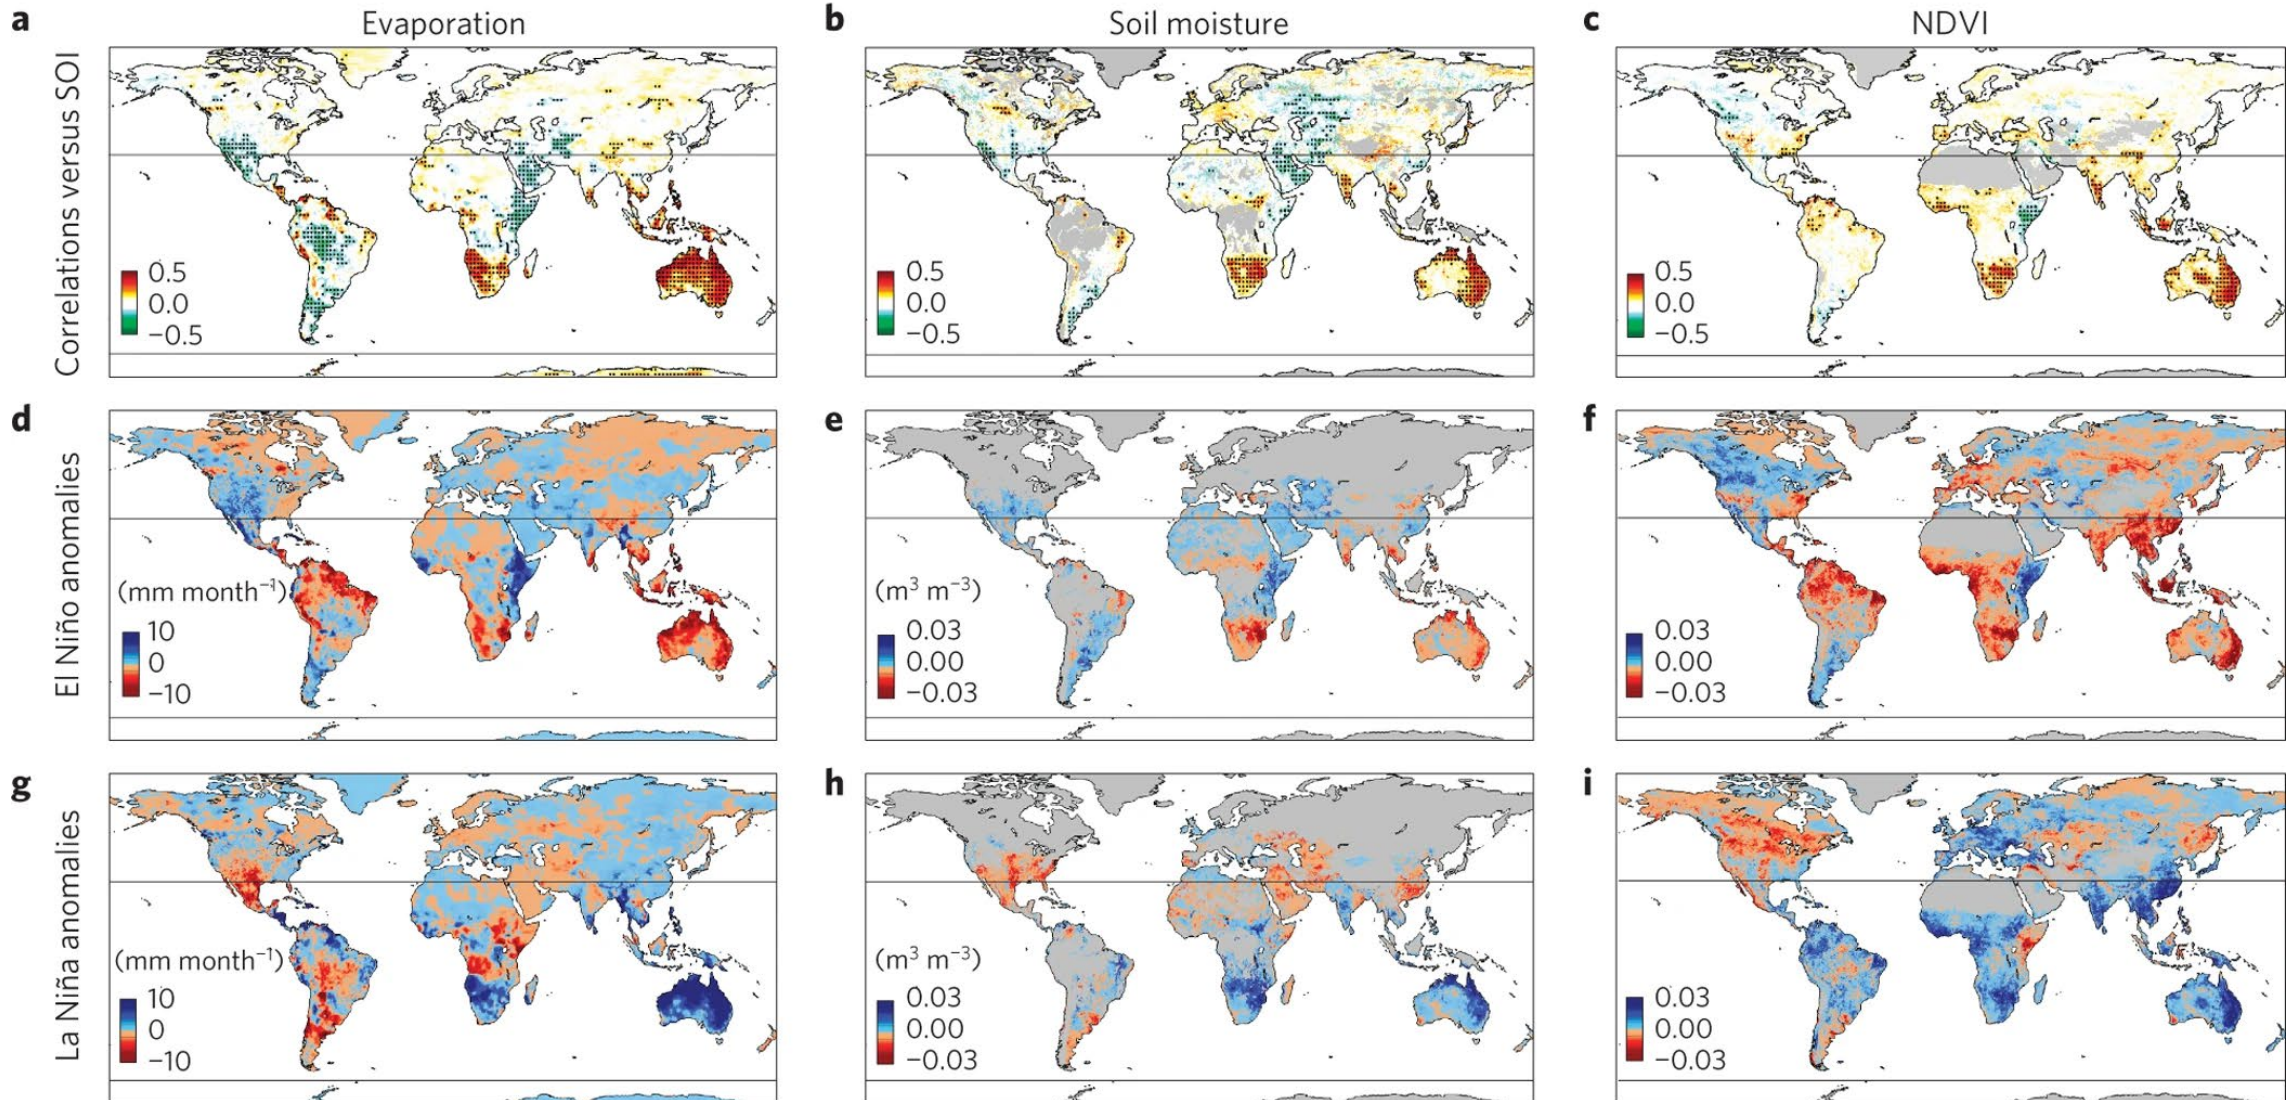 a Evaporation b Soil moisture c NDVI
Correlations versus SOI
0.5
0.0
−0.5
0.5
0.0
−0.5
0.5
0.0
−0.5
d e f
El Niño anomalies
(mm month⁻¹)
10
0
−10
(m³ m⁻³)
0.03
0.00
−0.03
0.03
0.00
−0.03
g h i
La Niña anomalies
(mm month⁻¹)
10
0
−10
(m³ m⁻³)
0.03
0.00
−0.03
0.03
0.00
−0.03